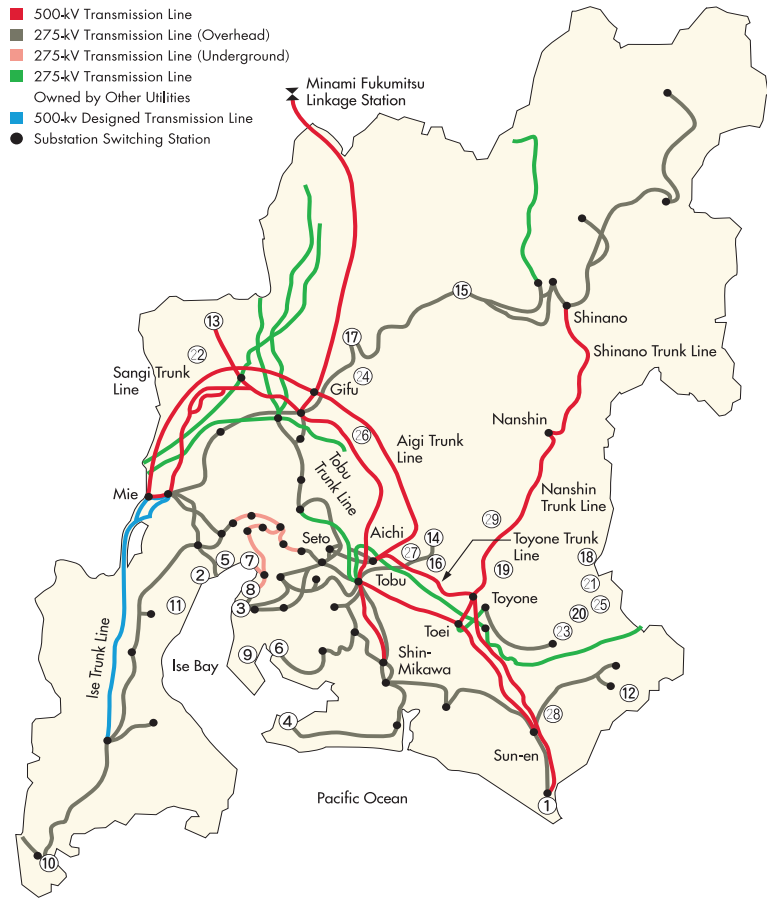 500-kV Transmission Line
275-kV Transmission Line (Overhead)
275-kV Transmission Line (Underground)
275-kV Transmission Line
Owned by Other Utilities
500-kv Designed Transmission Line
Substation Switching Station
Minami Fukumitsu
Linkage Station
15
Shinano
13
17
Shinano Trunk Line
22
Sangi Trunk
Line
24
Gifu
Nanshin
26
Aigi Trunk
Line
Tobu
Trunk Line
Nanshin
Trunk Line
Mie
29
Seto
Aichi
14
Toyone Trunk
Line
27
16
18
5
7
19
2
Tobu
21
8
Toyone
25
11
3
20
Toei
23
Ise Trunk Line
Ise Bay
9
6
Shin-
Mikawa
12
4
28
Sun-en
Pacific Ocean
1
10